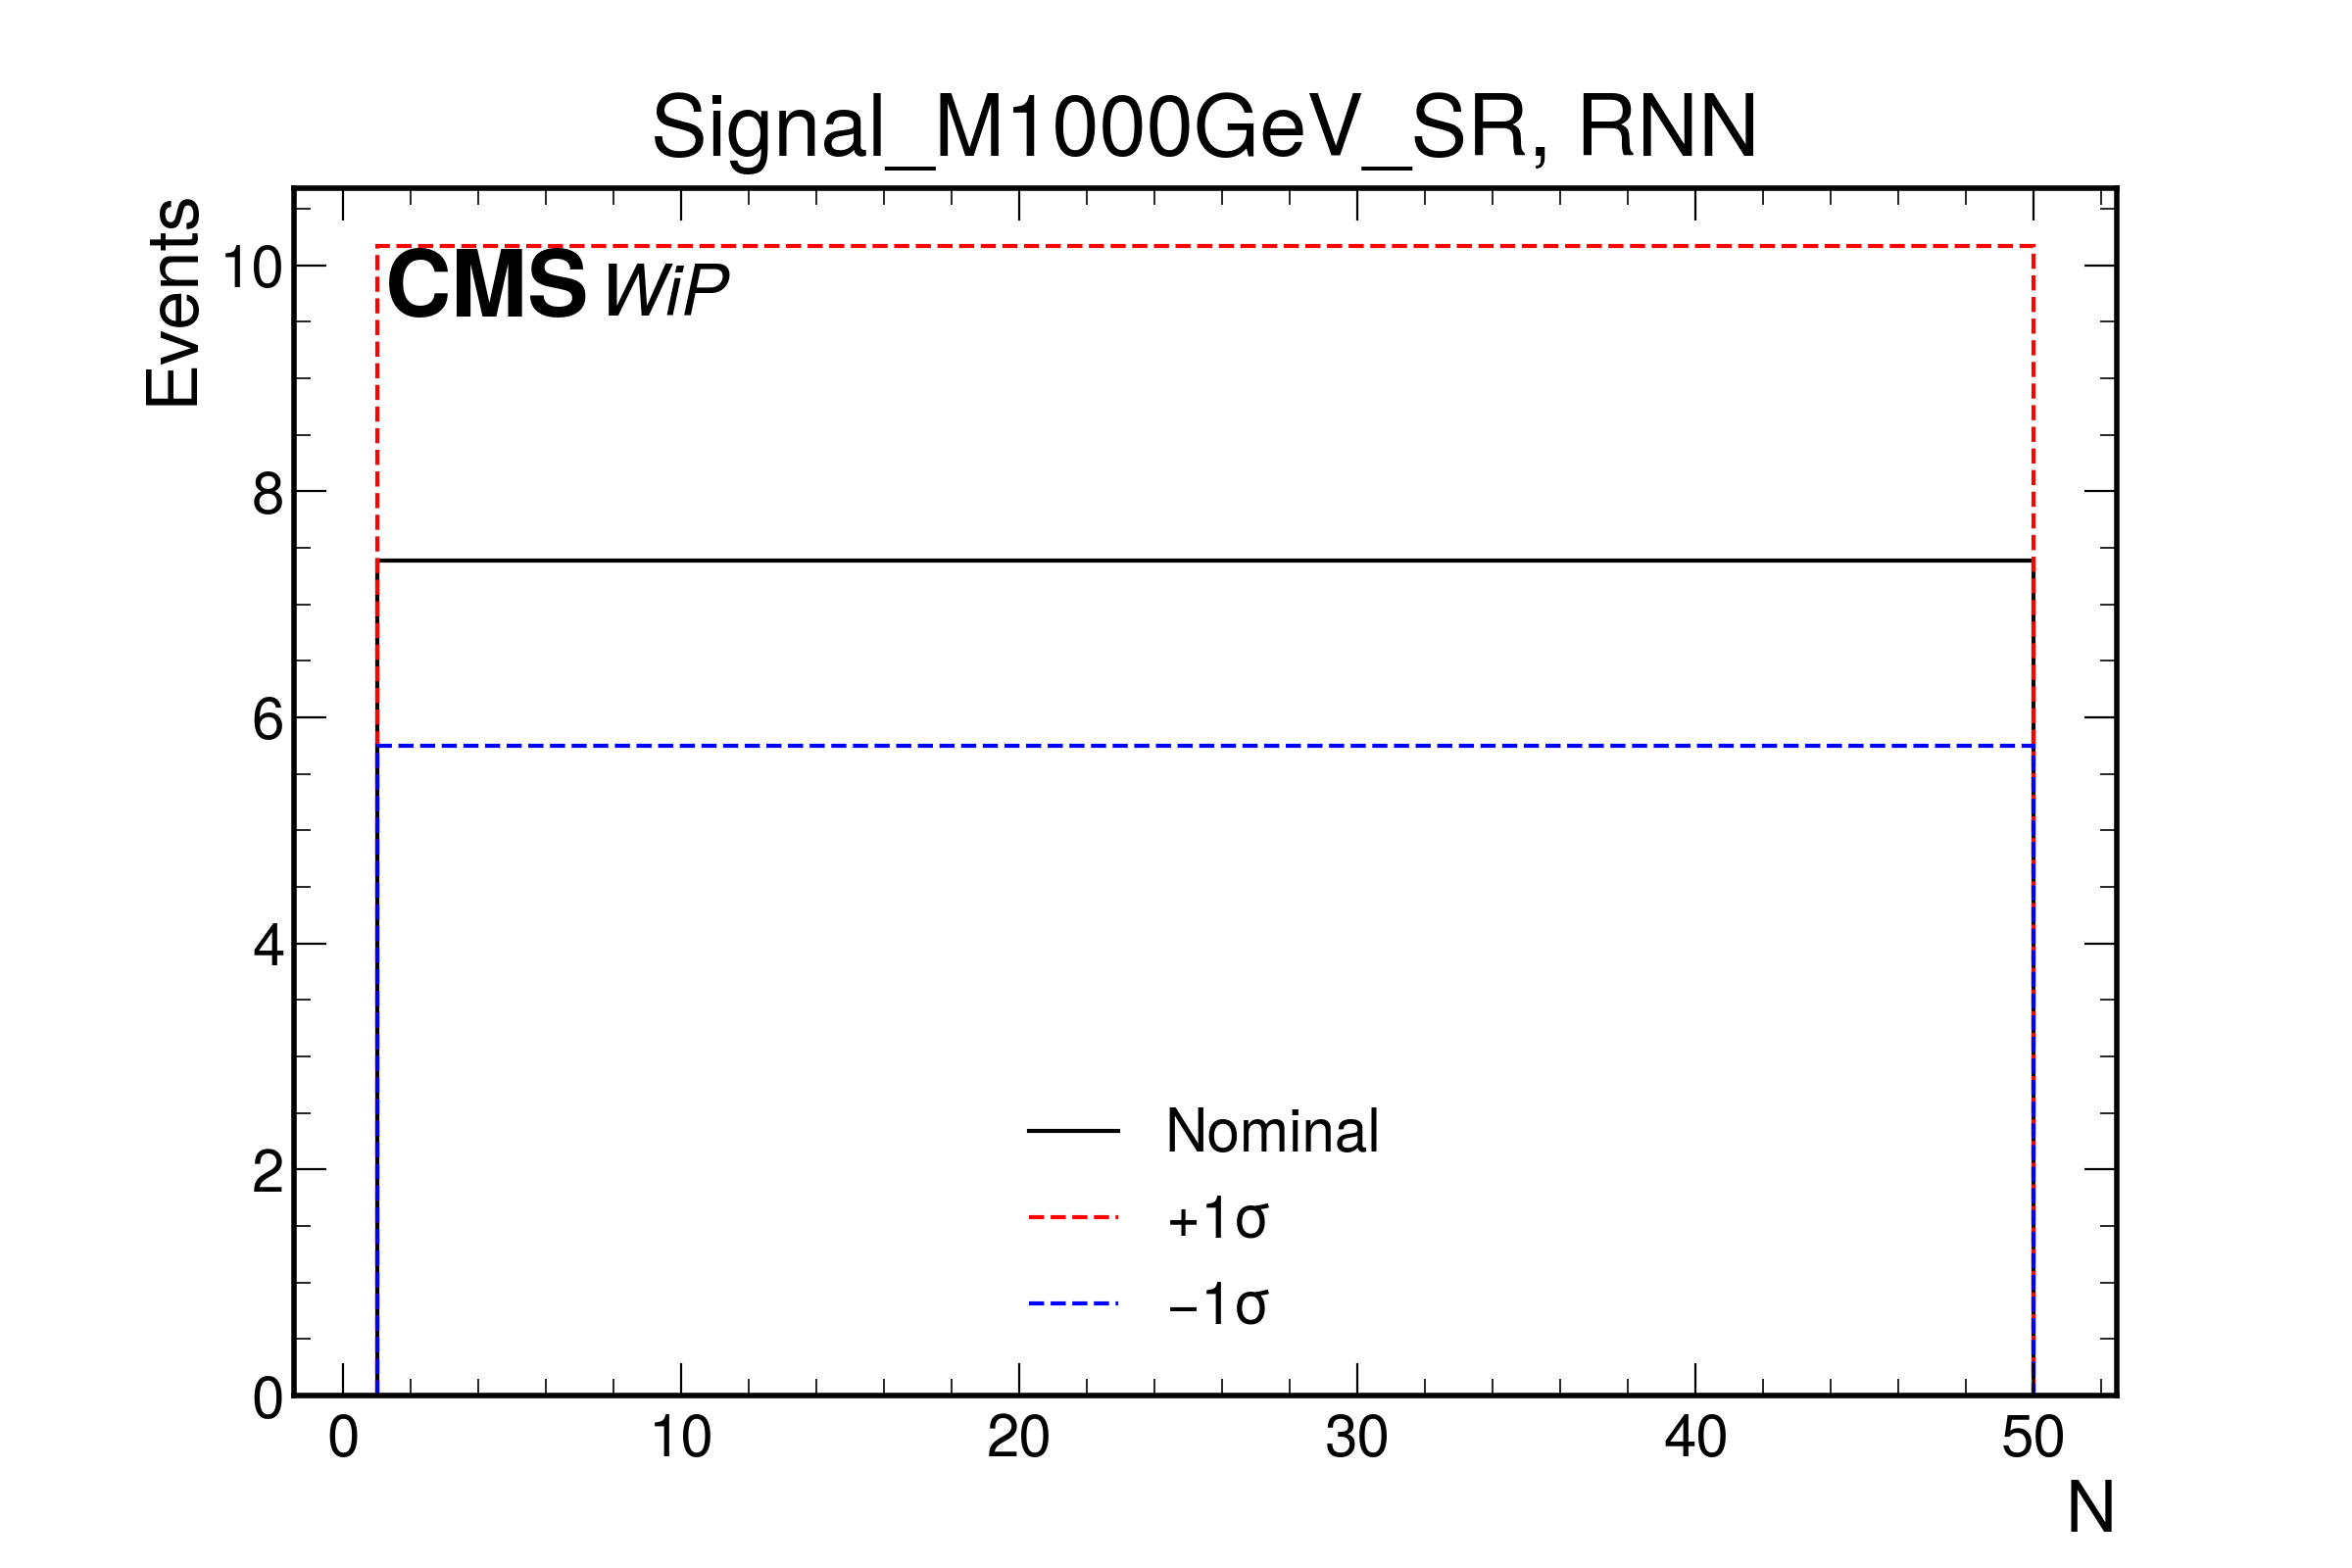 Signal_M1000GeV_SR, RNN
Events
CMS WiP
10
8
6
4
2
0
Nominal
+1σ
−1σ
0 10 20 30 40 50
N